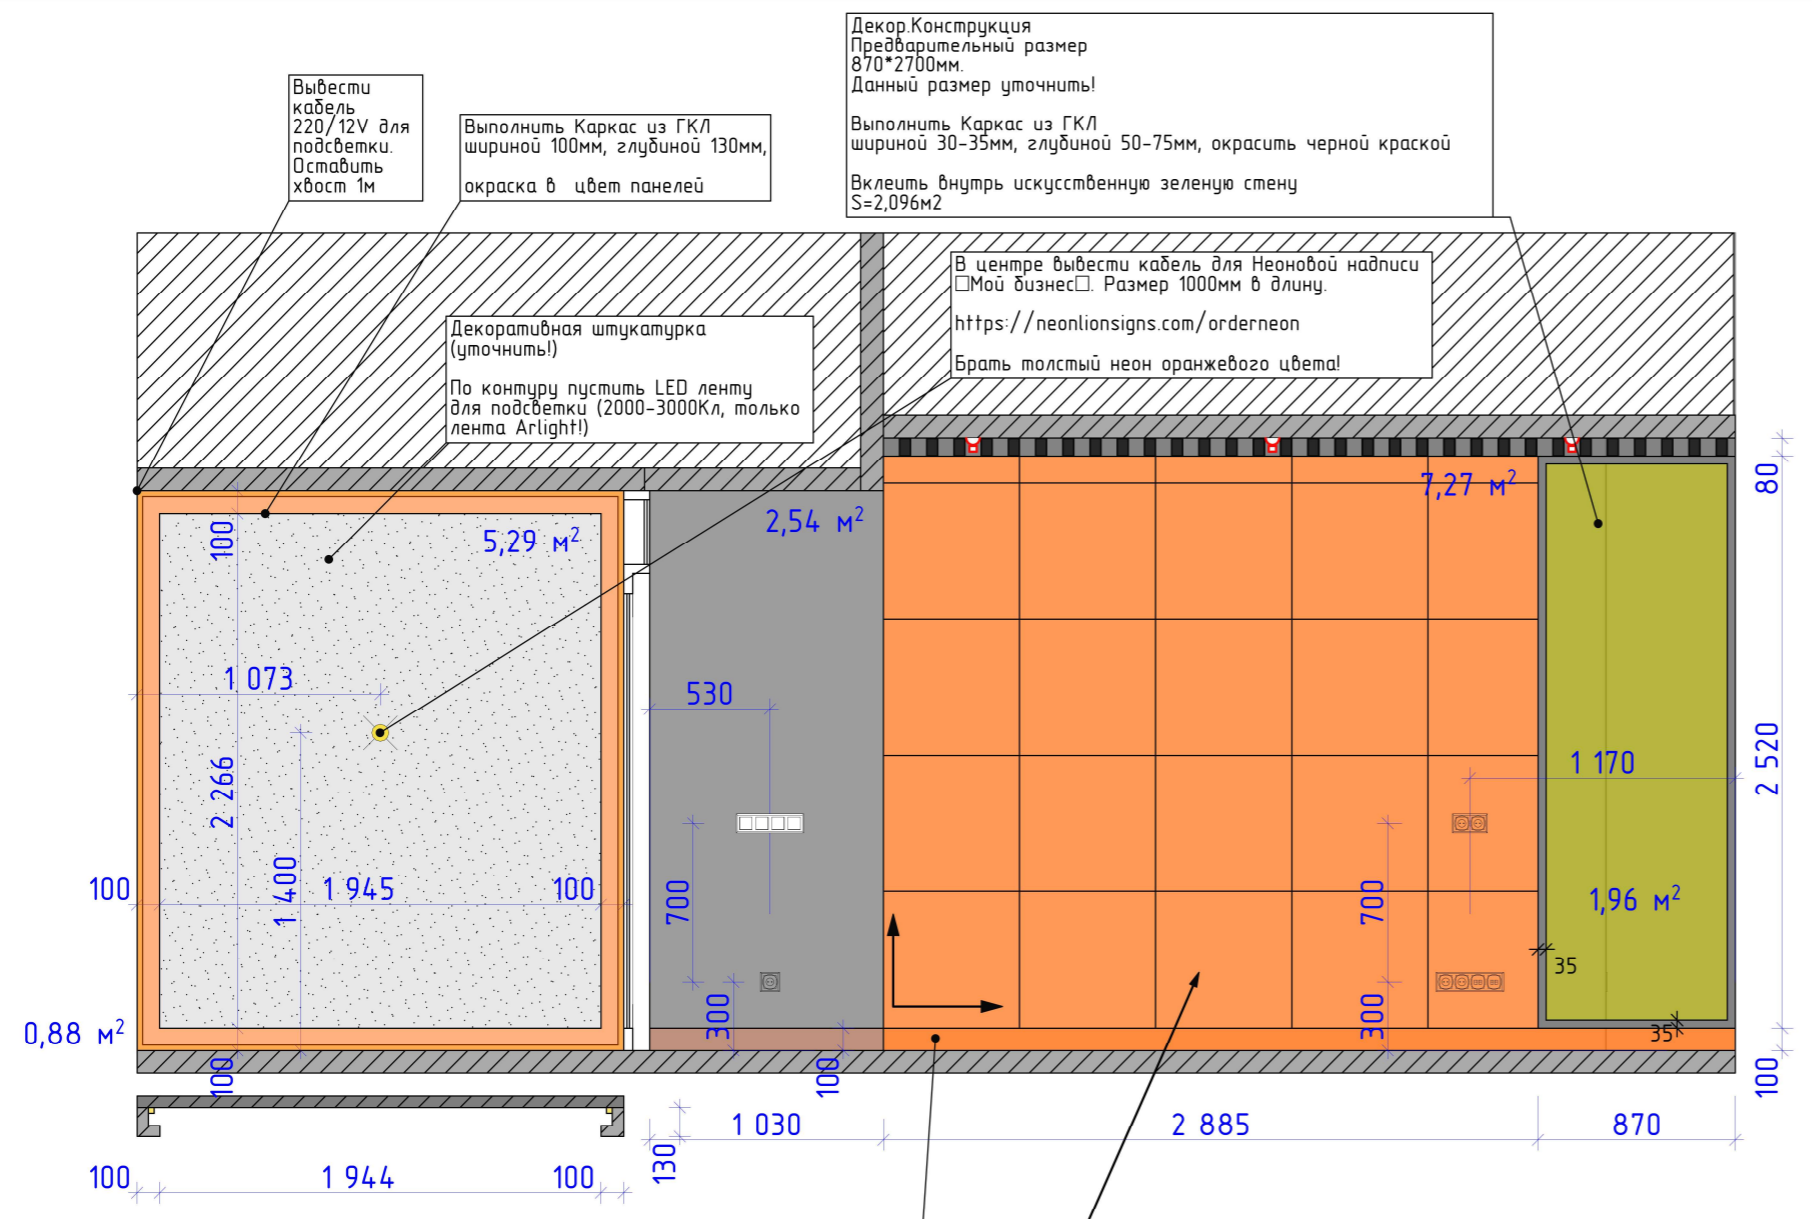 Декор.Конструкция
Предварительный размер
870*2700мм.
Данный размер уточнить!
Выполнить Каркас из ГКЛ
шириной 30-35мм, глубиной 50-75мм, окрасить черной краской
Вклеить внутрь искусственную зеленую стену
S=2,096м2
Вывести
кабель
220/12V для
подсветки.
Оставить
хвост 1м
Выполнить Каркас из ГКЛ
шириной 100мм, глубиной 130мм,
окраска в цвет панелей
В центре вывести кабель для Неоновой надписи
□Мой бизнес□. Размер 1000мм в длину.
https://neonlionsigns.com/orderneon
Брать толстый неон оранжевого цвета!
Декоративная штукатурка
(уточнить!)
По контуру пустить LED ленту
для подсветки (2000-3000Кл, только
лента Arlight!)
80
7,27 м²
2,54 м²
5,29 м²
100
1 073
530
2 520
1 170
2 266
1 400
1 945
100
100
700
700
1,96 м²
35
300
300
35
0,88 м²
100
100
100
1 030
2 885
870
130
100
1 944
100